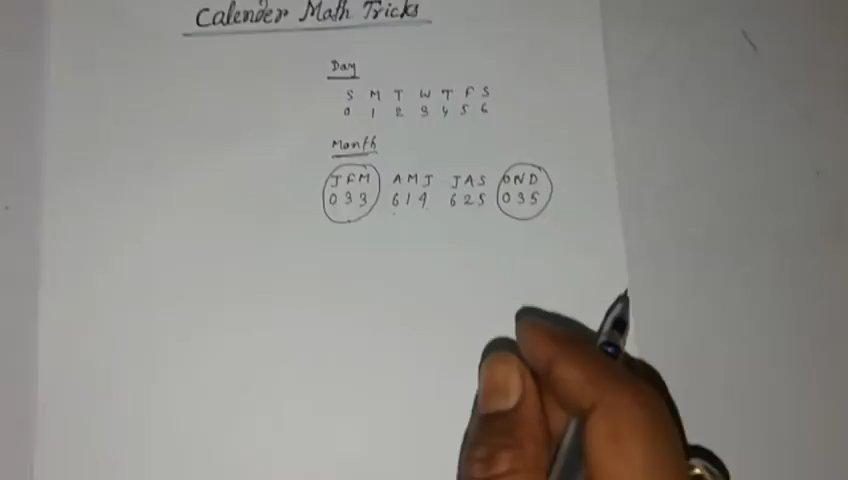 Calender Math Tricks
Day
S M T W T F S
0 1 2 3 4 5 6
Month
JFM AMJ JAS OND
033 614 625 035